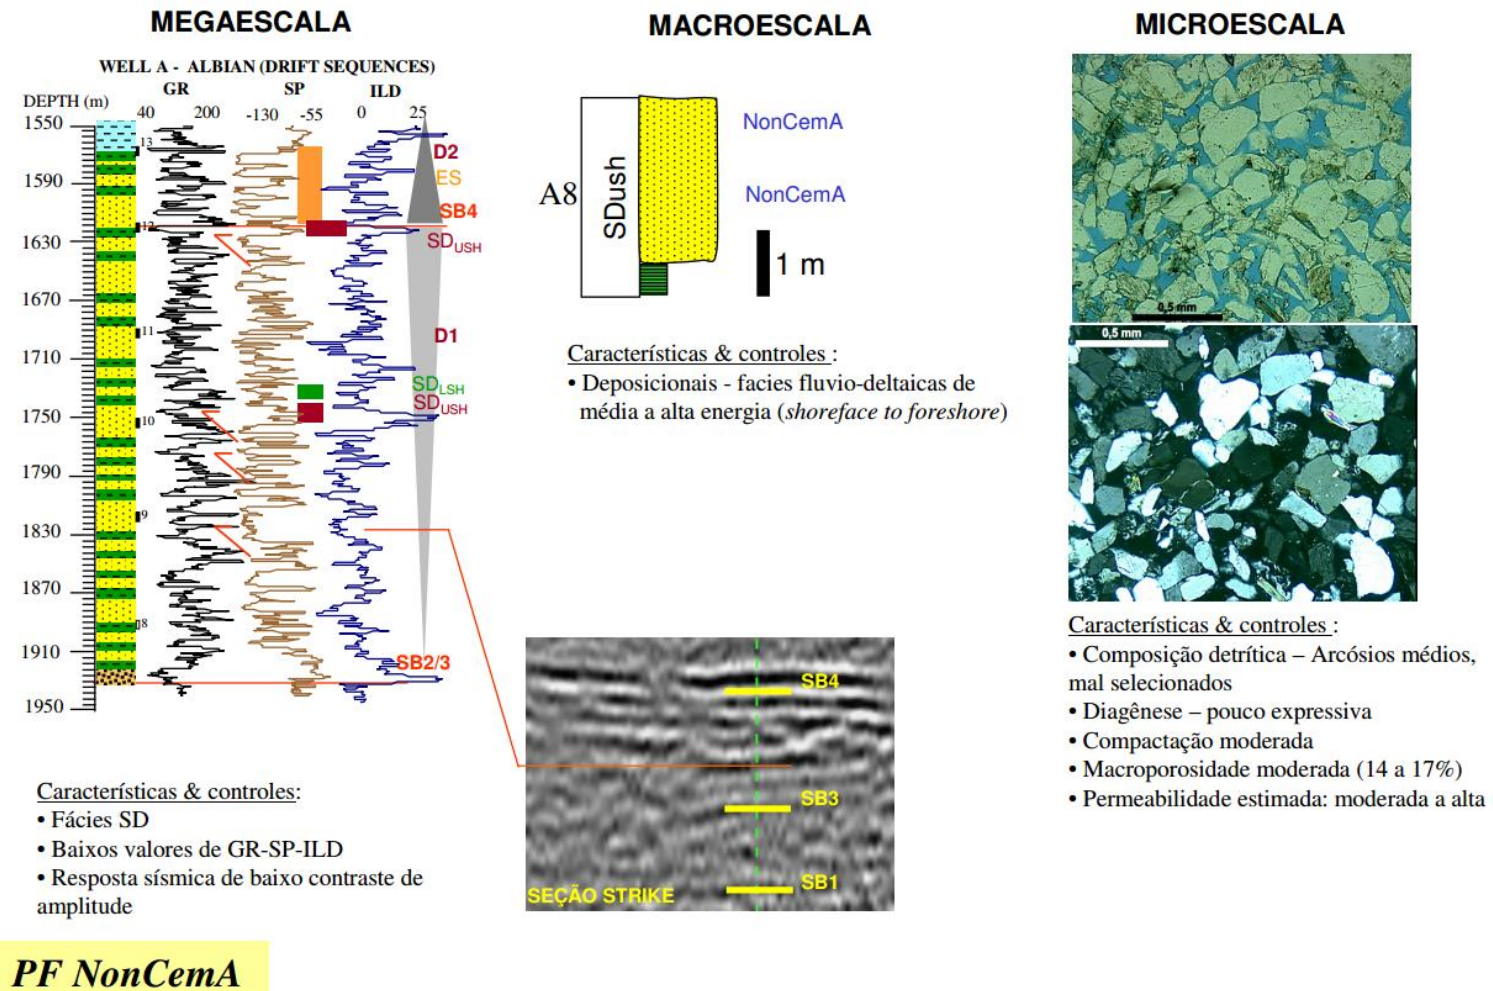 MEGAESCALA
WELL A - ALBIAN (DRIFT SEQUENCES)
GR SP ILD
DEPTH (m)
40 200 -130 -55 0 25
1550
1590
1630
1670
1710
1750
1790
1830
1870
1910
1950
13
12
11
10
9
8
D2
ES
SB4
SDUSH
D1
SDLSH
SDUSH
SB2/3
Características & controles:
• Fácies SD
• Baixos valores de GR-SP-ILD
• Resposta sísmica de baixo contraste de
amplitude
PF NonCemA
MACROESCALA
A8
SDush
NonCemA
NonCemA
1 m
Características & controles :
• Deposicionais - facies fluvio-deltaicas de
média a alta energia (shoreface to foreshore)
SB4
SB3
SB1
SEÇÃO STRIKE
MICROESCALA
0,5 mm
0,5 mm
Características & controles :
• Composição detrítica – Arcósios médios,
mal selecionados
• Diagênese – pouco expressiva
• Compactação moderada
• Macroporosidade moderada (14 a 17%)
• Permeabilidade estimada: moderada a alta